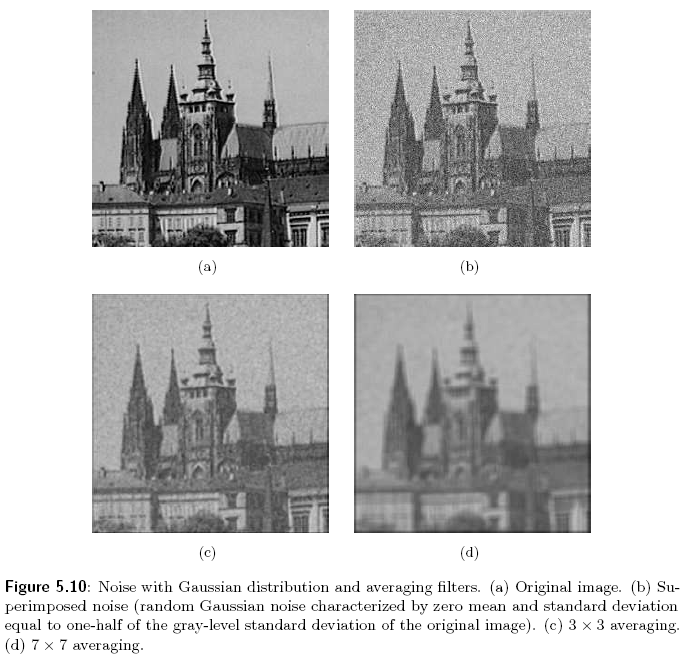 (a)
(b)
(c)
(d)
Figure 5.10: Noise with Gaussian distribution and averaging filters. (a) Original image. (b) Su-
perimposed noise (random Gaussian noise characterized by zero mean and standard deviation
equal to one-half of the gray-level standard deviation of the original image). (c) 3 × 3 averaging.
(d) 7 × 7 averaging.